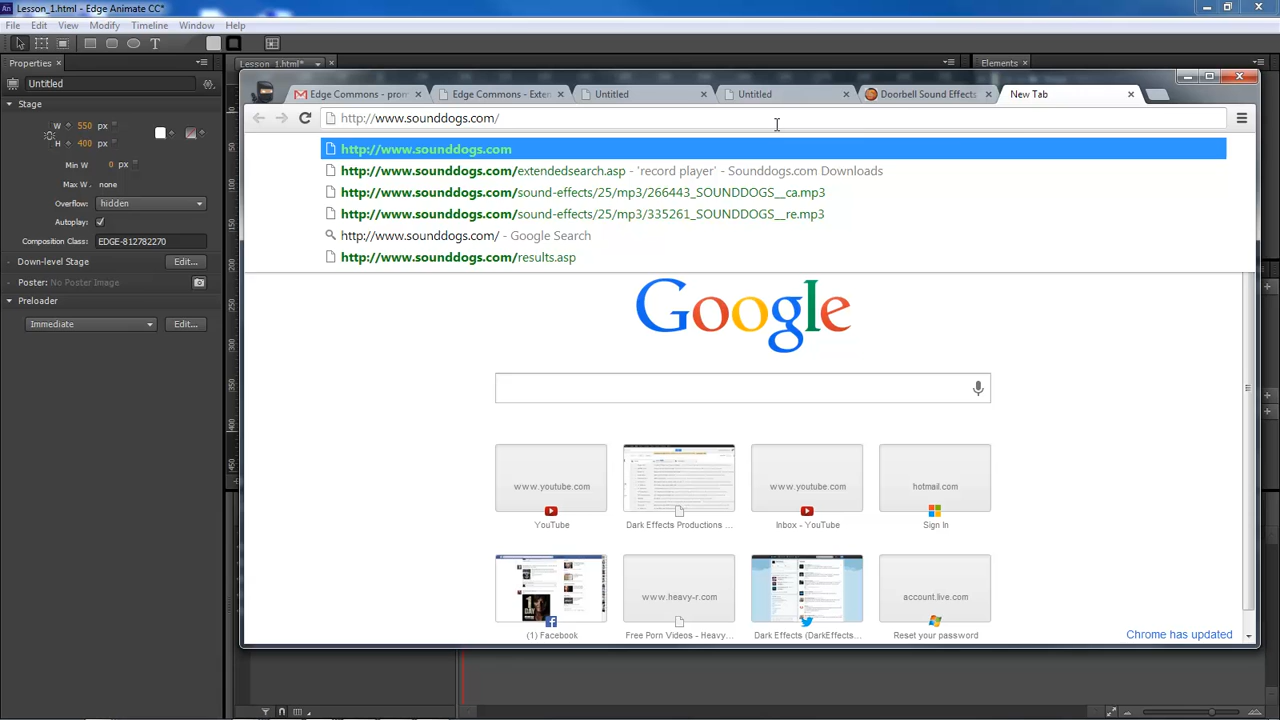 Lesson_1.html - Edge Animate CC*
File Edit View Modify Timeline Window Help
Properties
Lesson 1.html*
Elements
Untitled
Stage
W 550 px
H 400 px
Min W 0 px
Max W none
Overflow: hidden
Autoplay:
Composition Class: EDGE-812782270
Down-level Stage Edit...
Poster: No Poster Image
Preloader
Immediate Edit...
Edge Commons - pron
Edge Commons - Exten
Untitled
Untitled
Doorbell Sound Effects
New Tab
http://www.sounddogs.com/
http://www.sounddogs.com
http://www.sounddogs.com/extendedsearch.asp - 'record player' - Sounddogs.com Downloads
http://www.sounddogs.com/sound-effects/25/mp3/266443_SOUNDDOGS__ca.mp3
http://www.sounddogs.com/sound-effects/25/mp3/335261_SOUNDDOGS__re.mp3
http://www.sounddogs.com/ - Google Search
http://www.sounddogs.com/results.asp
Google
www.youtube.com
www.youtube.com
hotmail.com
YouTube
Dark Effects Productions ...
Inbox - YouTube
Sign In
www.heavy-r.com
account.live.com
(1) Facebook
Free Porn Videos - Heavy...
Dark Effects (DarkEffects...
Reset your password
Chrome has updated